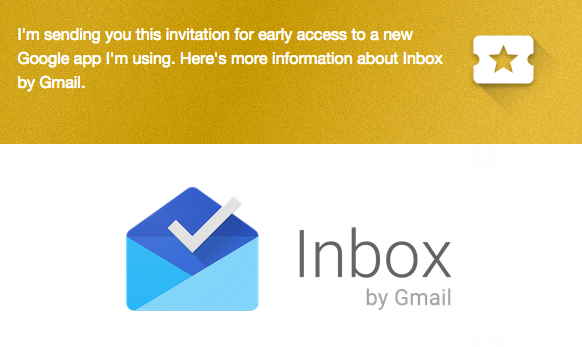 I'm sending you this invitation for early access to a new
Google app I'm using. Here's more information about Inbox
by Gmail.
Inbox
by Gmail